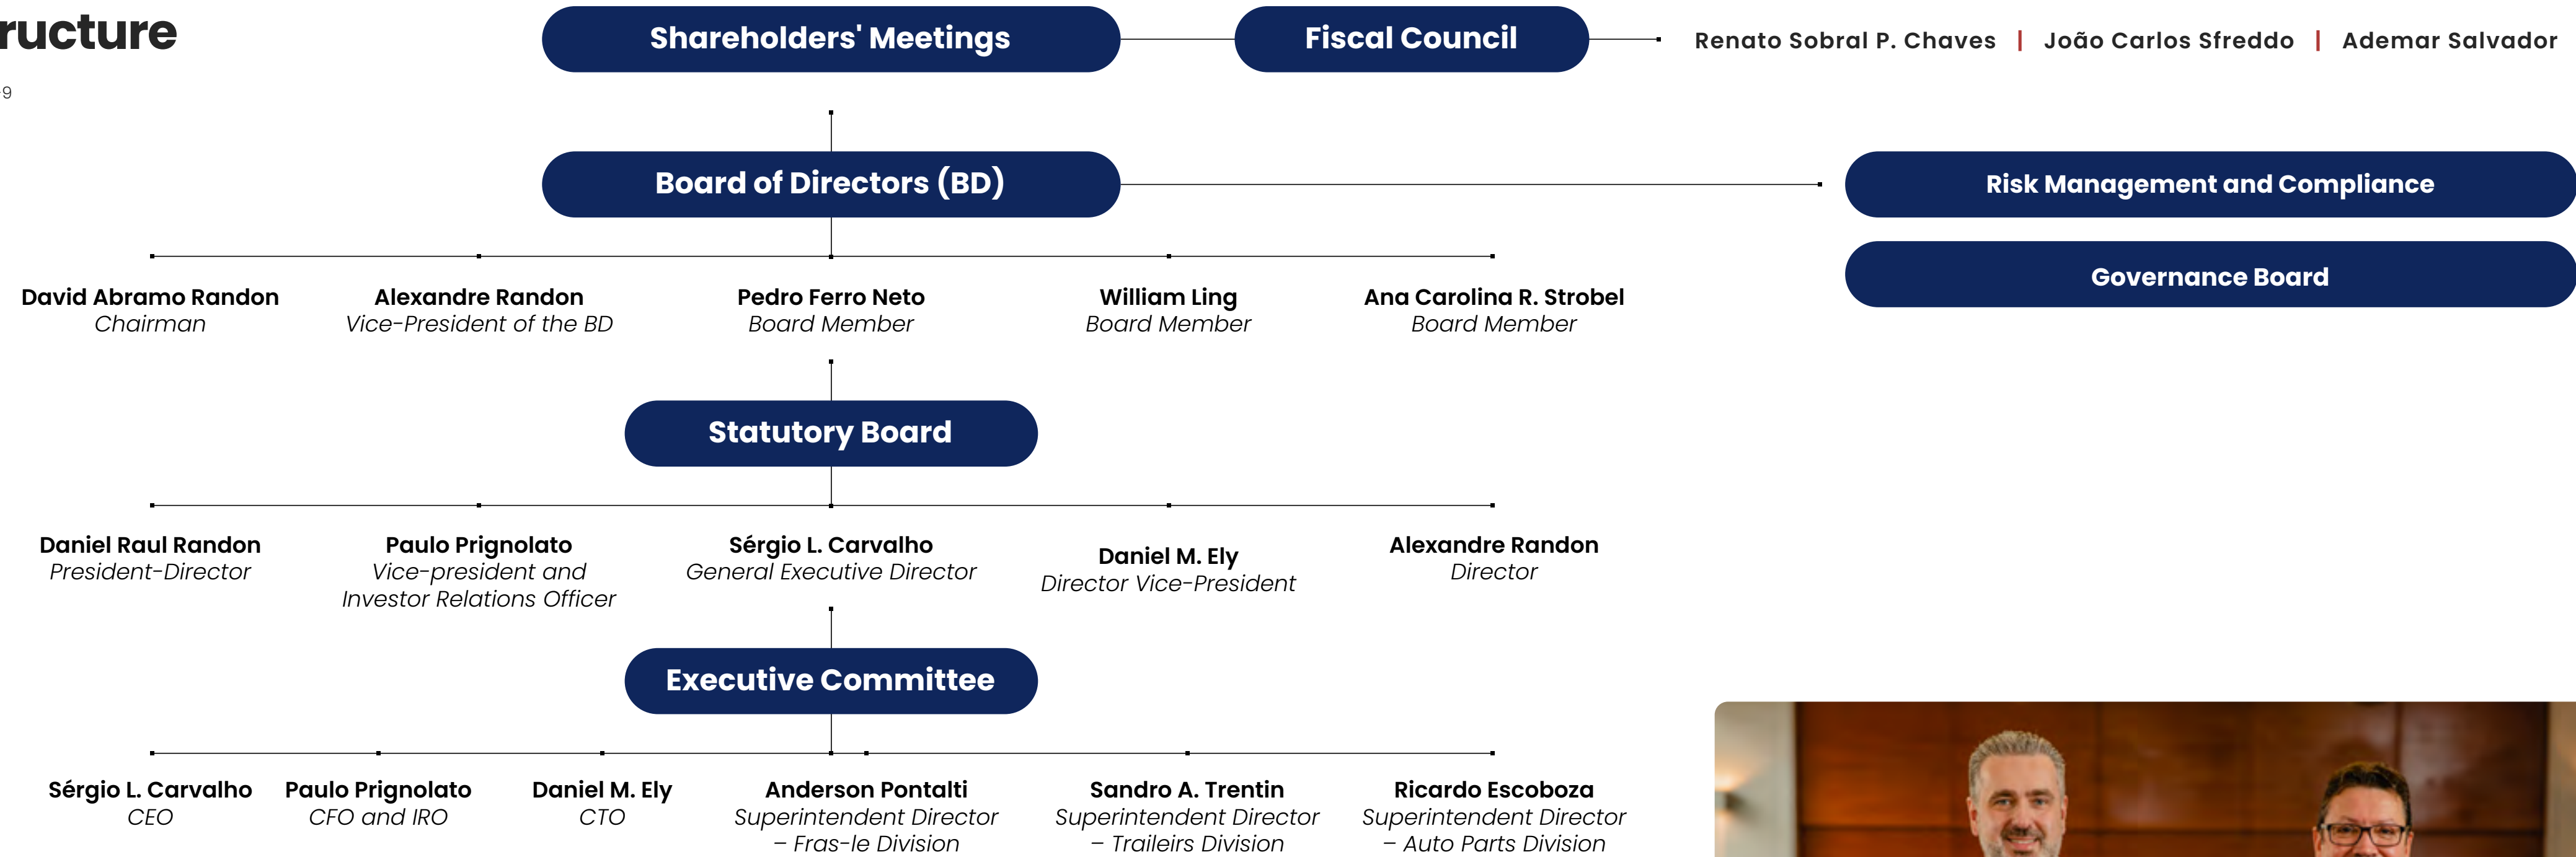 ructure
9
Shareholders' Meetings
Fiscal Council
Renato Sobral P. Chaves | João Carlos Sfreddo | Ademar Salvador
Board of Directors (BD)
Risk Management and Compliance
Governance Board
David Abramo Randon
Chairman
Alexandre Randon
Vice-President of the BD
Pedro Ferro Neto
Board Member
William Ling
Board Member
Ana Carolina R. Strobel
Board Member
Statutory Board
Daniel Raul Randon
President-Director
Paulo Prignolato
Vice-president and
Investor Relations Officer
Sérgio L. Carvalho
General Executive Director
Daniel M. Ely
Director Vice-President
Alexandre Randon
Director
Executive Committee
Sérgio L. Carvalho
CEO
Paulo Prignolato
CFO and IRO
Daniel M. Ely
CTO
Anderson Pontalti
Superintendent Director
– Fras-le Division
Sandro A. Trentin
Superintendent Director
– Traileirs Division
Ricardo Escoboza
Superintendent Director
– Auto Parts Division